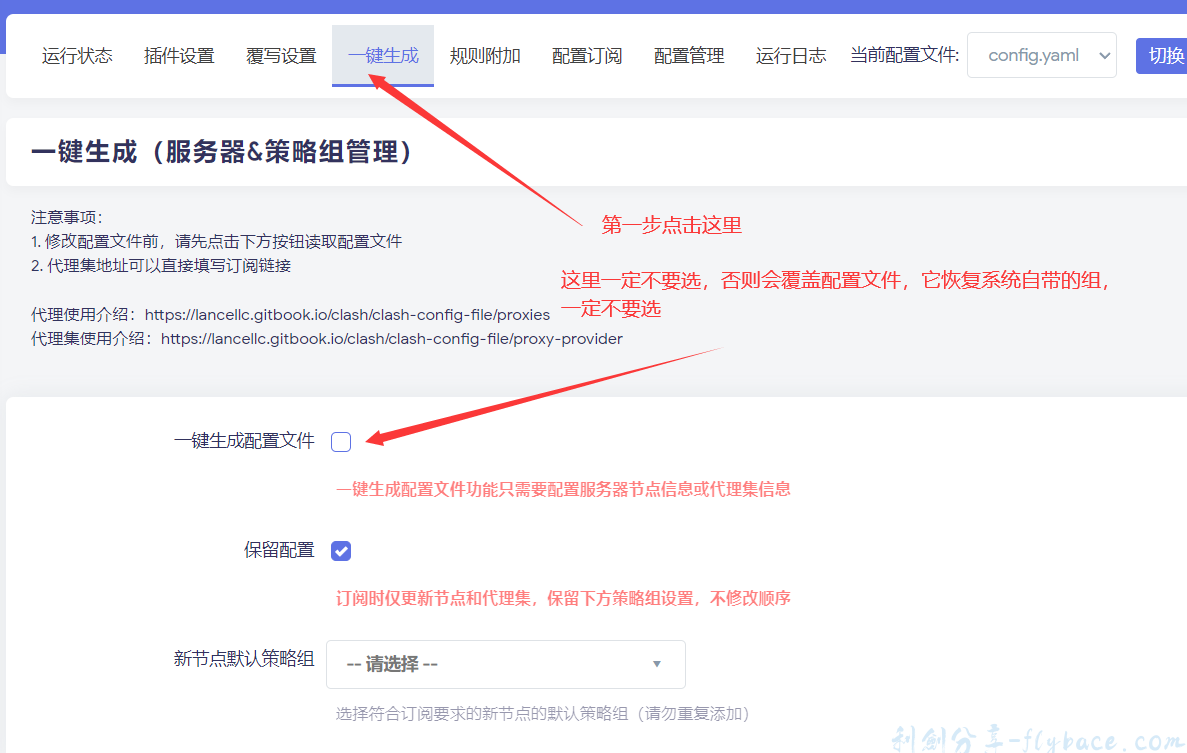 运行状态 插件设置 覆写设置 一键生成 规则附加 配置订阅 配置管理 运行日志 当前配置文件: config.yaml 切换
一键生成（服务器&策略组管理）
注意事项:
1. 修改配置文件前，请先点击下方按钮读取配置文件
2. 代理集地址可以直接填写订阅链接
第一步点击这里
这里一定不要选，否则会覆盖配置文件，它恢复系统自带的组，
一定不要选
代理使用介绍：https://lancellc.gitbook.io/clash/clash-config-file/proxies
代理集使用介绍：https://lancellc.gitbook.io/clash/clash-config-file/proxy-provider
一键生成配置文件
一键生成配置文件功能只需要配置服务器节点信息或代理集信息
保留配置
订阅时仅更新节点和代理集，保留下方策略组设置，不修改顺序
新节点默认策略组 -- 请选择 --
选择符合订阅要求的新节点的默认策略组（请勿重复添加）
利剑分享-flybace.com